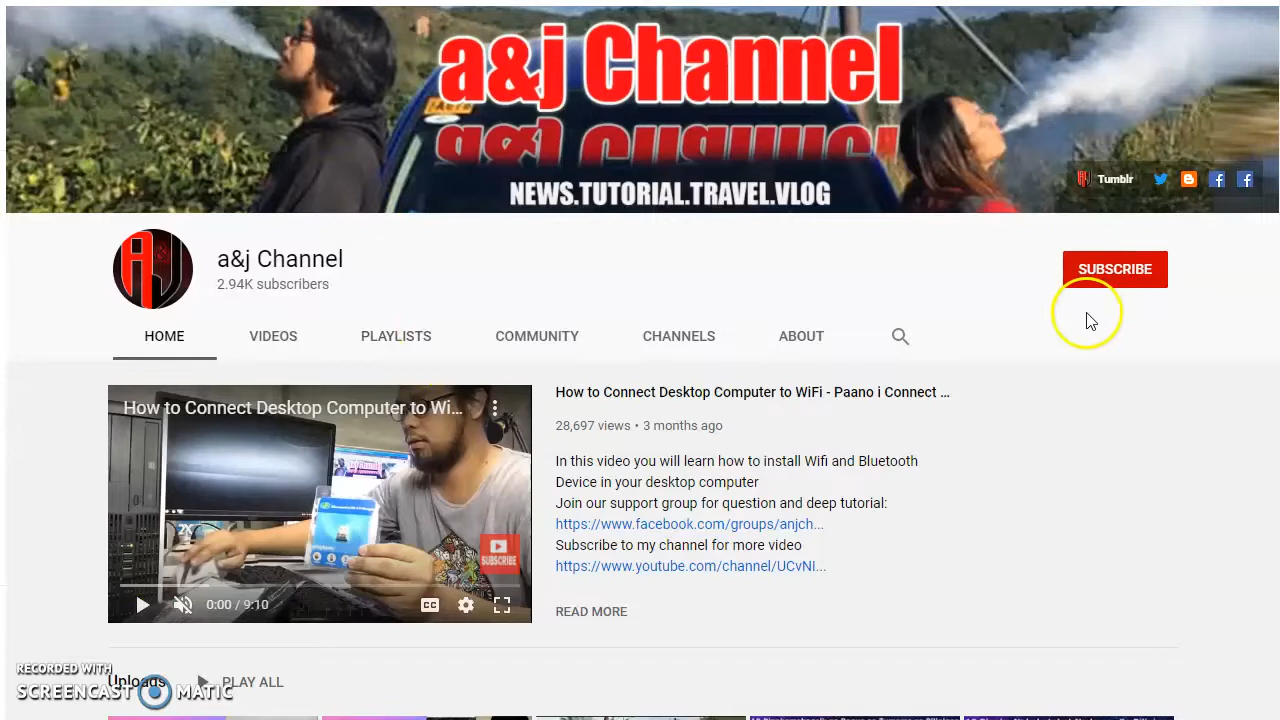 a&j Channel
NEWS.TUTORIAL.TRAVEL.VLOG
Tumblr
a&j Channel
2.94K subscribers
SUBSCRIBE
HOME VIDEOS PLAYLISTS COMMUNITY CHANNELS ABOUT
How to Connect Desktop Computer to Wi...
SUBSCRIBE
0:00 / 9:10
CC
How to Connect Desktop Computer to WiFi - Paano i Connect ...
28,697 views • 3 months ago
In this video you will learn how to install Wifi and Bluetooth
Device in your desktop computer
Join our support group for question and deep tutorial:
https://www.facebook.com/groups/anjch...
Subscribe to my channel for more video
https://www.youtube.com/channel/UCvNI...
READ MORE
Uploads PLAY ALL
RECORDED WITH
SCREENCAST MATIC